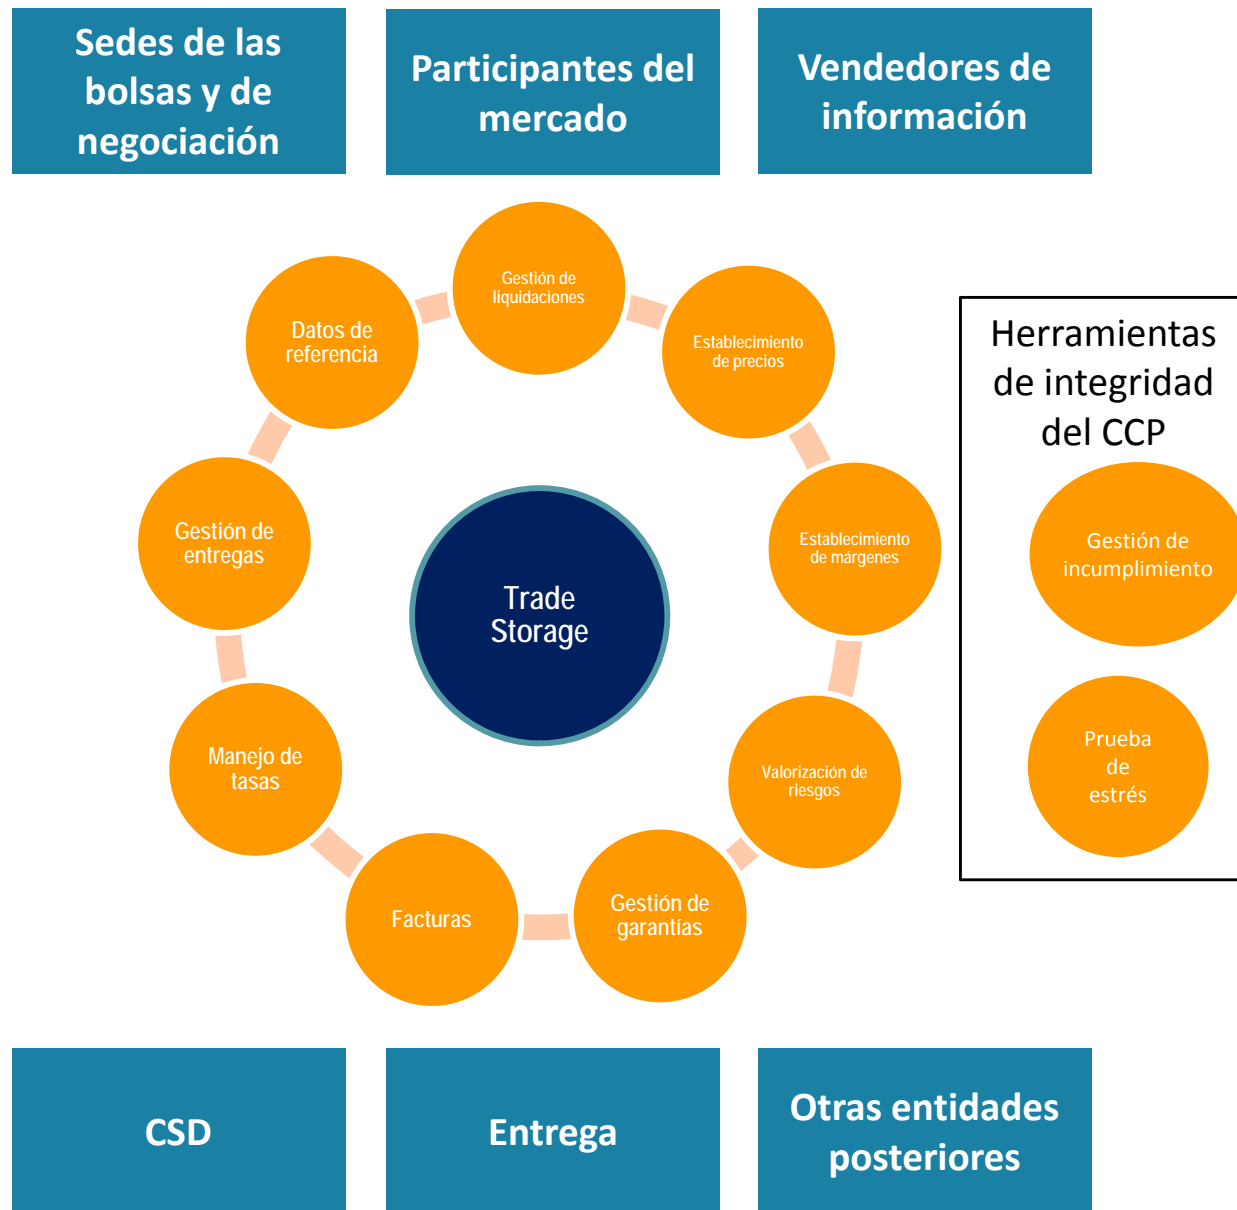 Sedes de las
bolsas y de
negociación
Participantes del
mercado
Vendedores de
información
Gestión de
liquidaciones
Datos de
referencia
Establecimiento
de precios
Herramientas
de integridad
del CCP
Gestión de
entregas
Establecimiento
de márgenes
Gestión de
incumplimiento
Trade
Storage
Manejo de
tasas
Valorización de
riesgos
Prueba
de
estrés
Facturas
Gestión de
garantías
CSD
Entrega
Otras entidades
posteriores